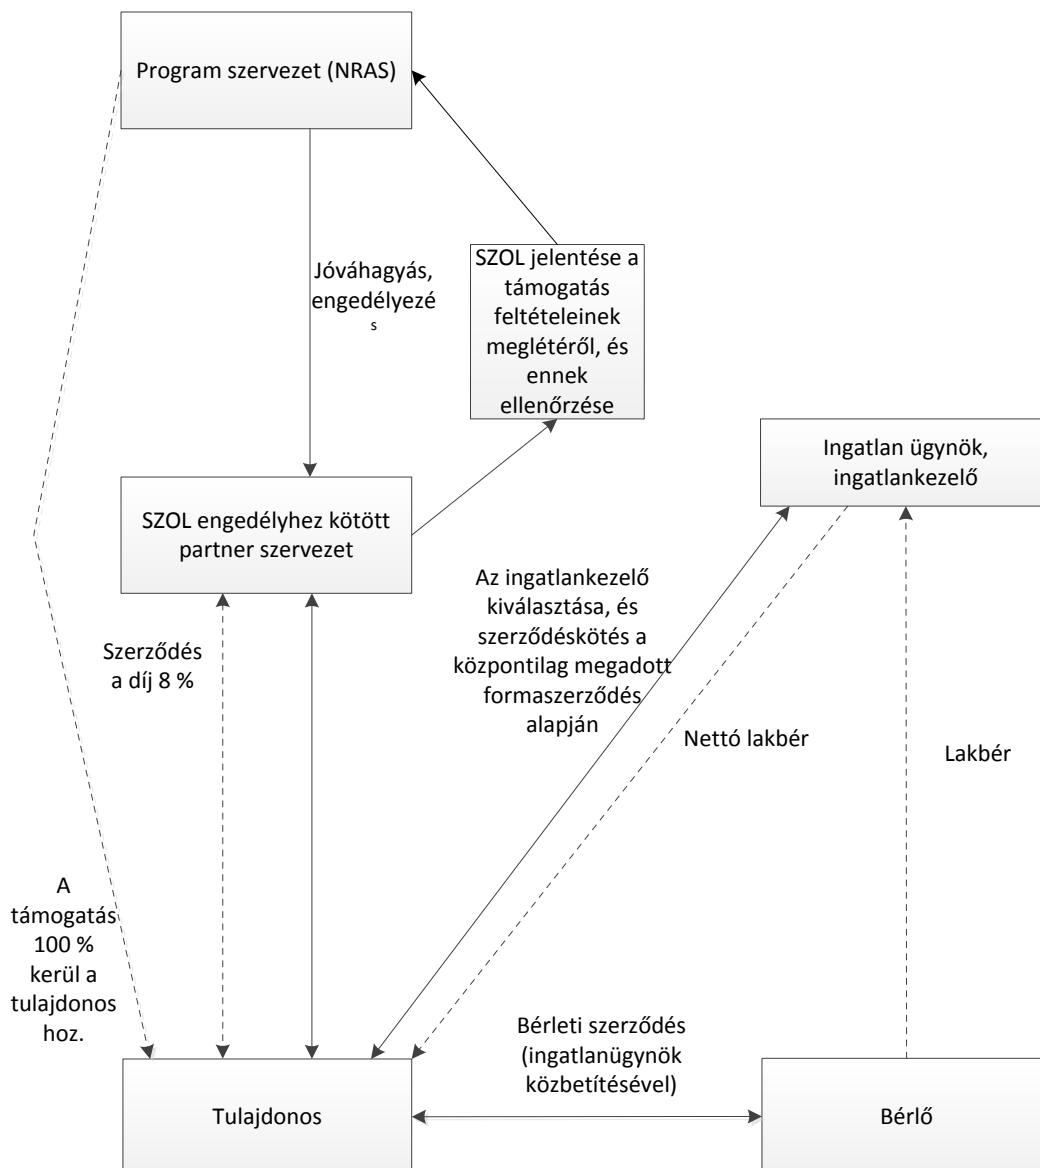 Program szervezet (NRAS)
Jóváhagyás,
engedélyezé
s
SZOL jelentése a
támogatás
feltételeinek
meglétéről, és
ennek
ellenőrzése
Ingatlan ügynök,
ingatlankezelő
SZOL engedélyhez kötött
partner szervezet
Az ingatlankezelő
kiválasztása, és
szerződéskötés a
központilag megadott
formaszerződés
alapján
Szerződés
a díj 8 %
Nettó lakbér
Lakbér
A
támogatás
100 %
kerül a
tulajdonos
hoz.
Bérleti szerződés
(ingatlanügynök
közbetítésével)
Tulajdonos
Bérlő